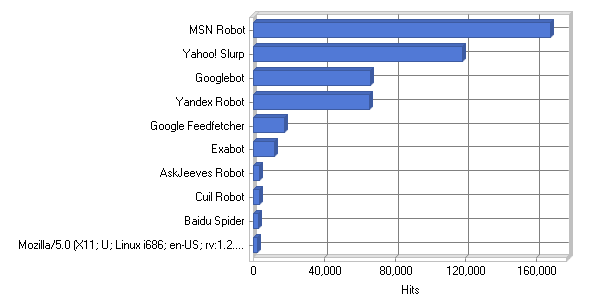 MSN Robot
Yahoo! Slurp
Googlebot
Yandex Robot
Google Feedfetcher
Exabot
AskJeeves Robot
Cuil Robot
Baidu Spider
Mozilla/5.0 (X11; U; Linux i686; en-US; rv:1.2....
0 40,000 80,000 120,000 160,000
Hits